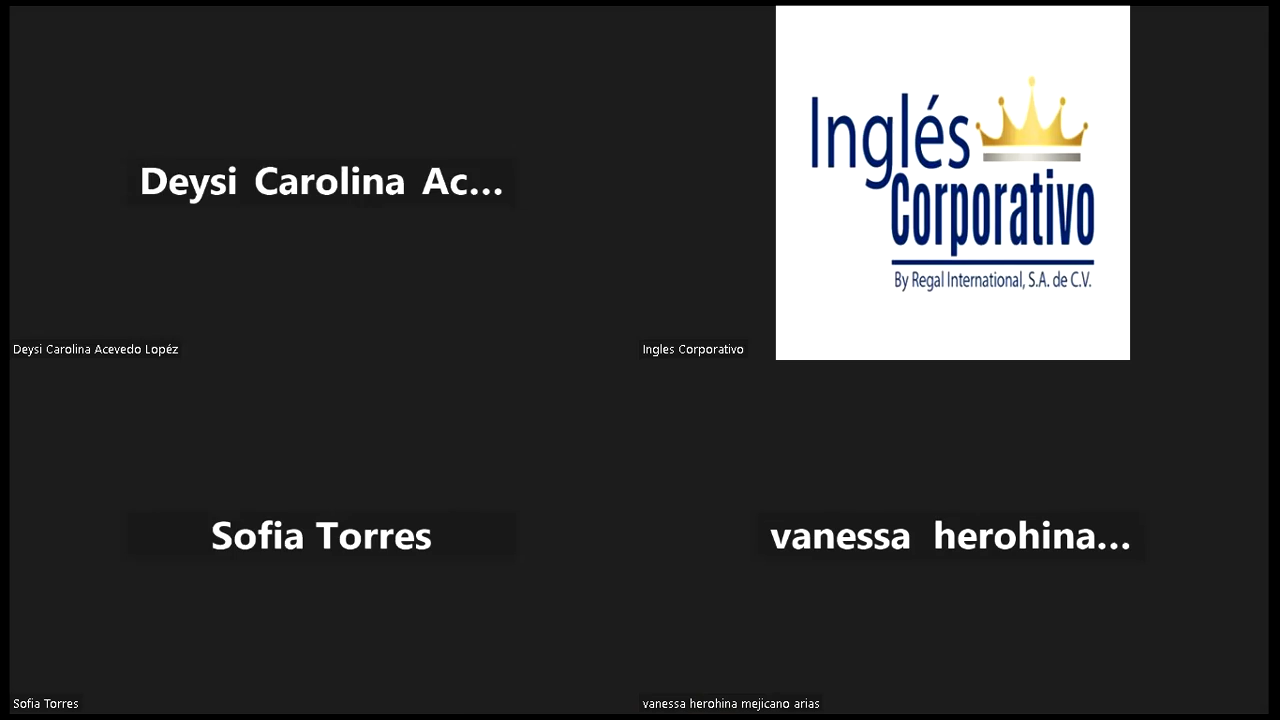 Deysi Carolina Ac...
Deysi Carolina Acevedo Lopéz
Inglés
Corporativo
By Regal International, S.A. de C.V.
Ingles Corporativo
Sofia Torres
Sofia Torres
vanessa herohina...
vanessa herohina mejicano arias